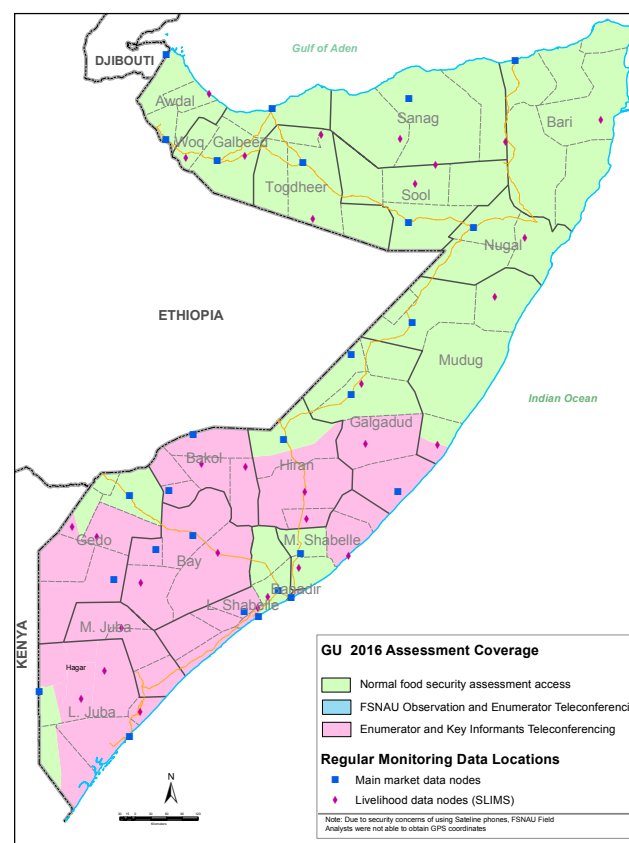 Gulf of Aden
DJIBOUTI
Awdal
Sanag
Bari
Woq. Galbeed
Togdheer
Sool
Nugal
ETHIOPIA
Mudug
Indian Ocean
Galgadud
Bakol
Hiran
Gedo
M. Shabelle
Bay
Banadir
L. Shabelle
M. Juba
KENYA
Hagar
L. Juba
GU 2016 Assessment Coverage
Normal food security assessment access
FSNAU Observation and Enumerator Teleconferenci
Enumerator and Key Informants Teleconferencing
Regular Monitoring Data Locations
Main market data nodes
Livelihood data nodes (SLIMS)
Note: Due to security concerns of using Sateline phones, FSNAU Field
Analysts were not able to obtain GPS coordinates
N
Kilometers